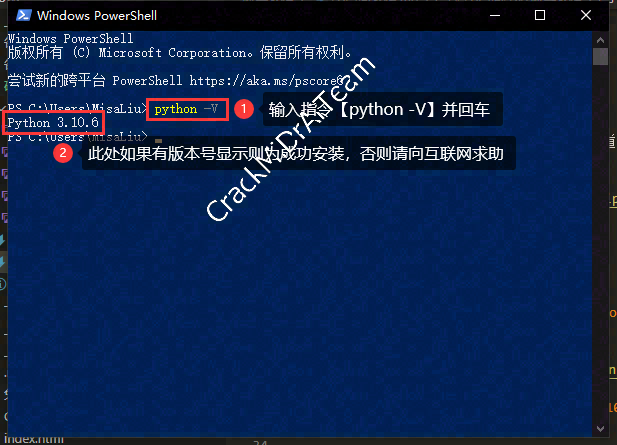 Windows PowerShell
Windows PowerShell
版权所有 (C) Microsoft Corporation。保留所有权利。
尝试新的跨平台 PowerShell https://aka.ms/pscore6
PS C:\Users\MisaLiu> python -V
1 输入指令【python -V】并回车
Python 3.10.6
PS C:\Users\MisaLiu>
2 此处如果有版本号显示则为成功安装，否则请向互联网求助
CrackMiDrATeam
index.html